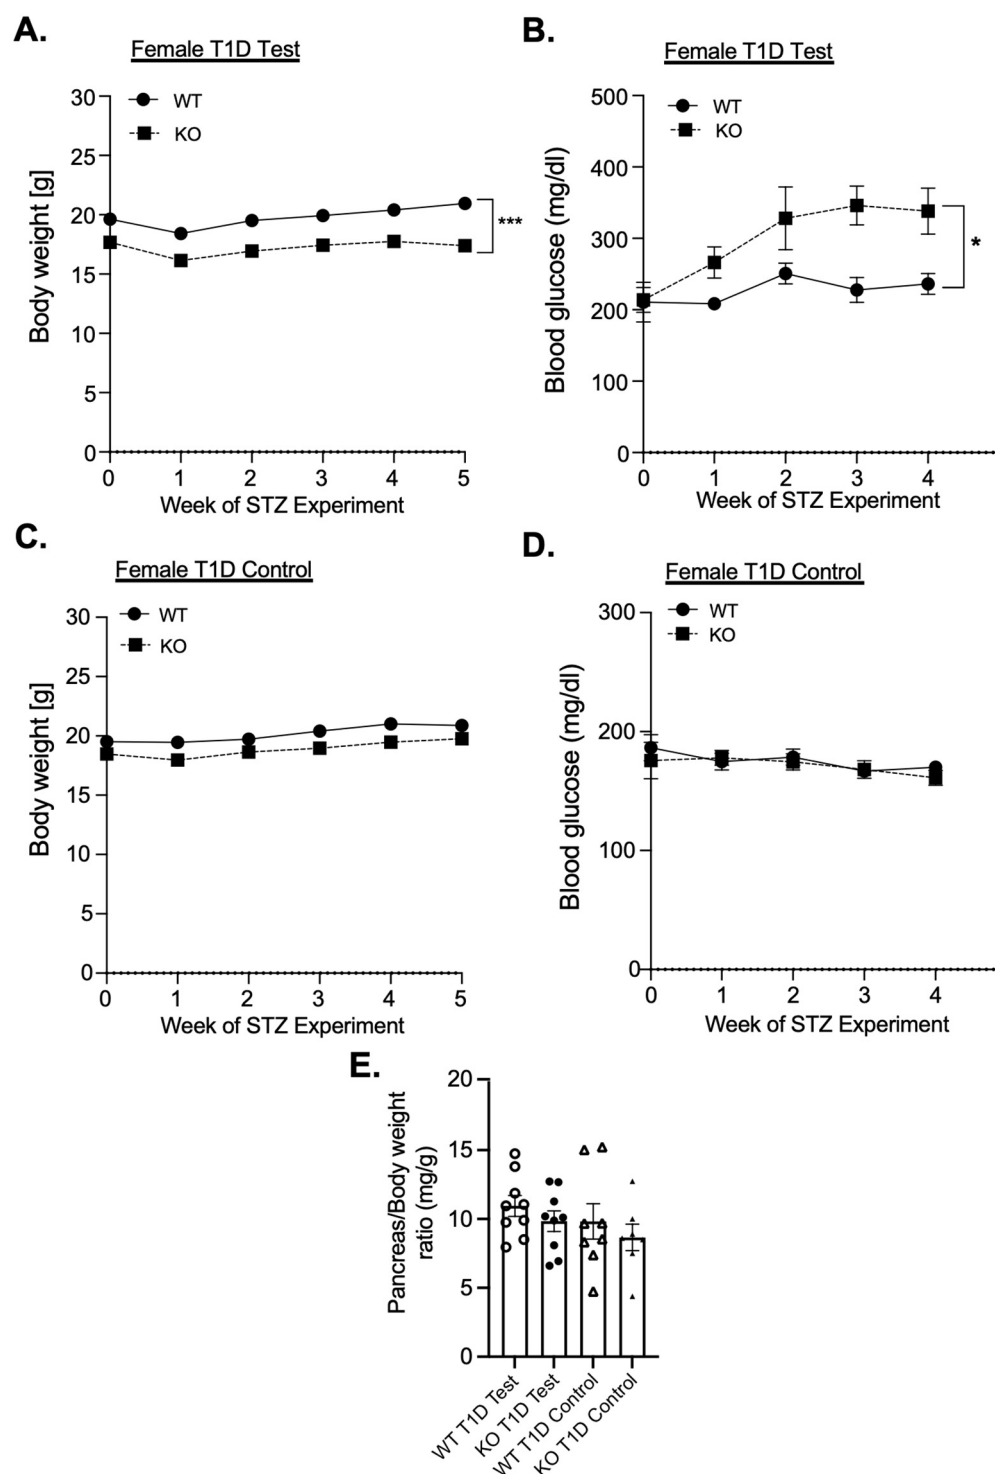 A.
Female T1D Test
WT
KO
Body weight [g]
30
25
20
15
10
5
0
***
0 1 2 3 4 5
Week of STZ Experiment
B.
Female T1D Test
WT
KO
Blood glucose (mg/dl)
500
400
300
200
100
0
*
0 1 2 3 4
Week of STZ Experiment
C.
Female T1D Control
WT
KO
Body weight [g]
30
25
20
15
10
5
0
0 1 2 3 4 5
Week of STZ Experiment
D.
Female T1D Control
WT
KO
Blood glucose (mg/dl)
300
200
100
0
0 1 2 3 4
Week of STZ Experiment
E.
Pancreas/Body weight
ratio (mg/g)
20
15
10
5
0
WT T1D Test
KO T1D Test
WT T1D Control
KO T1D Control